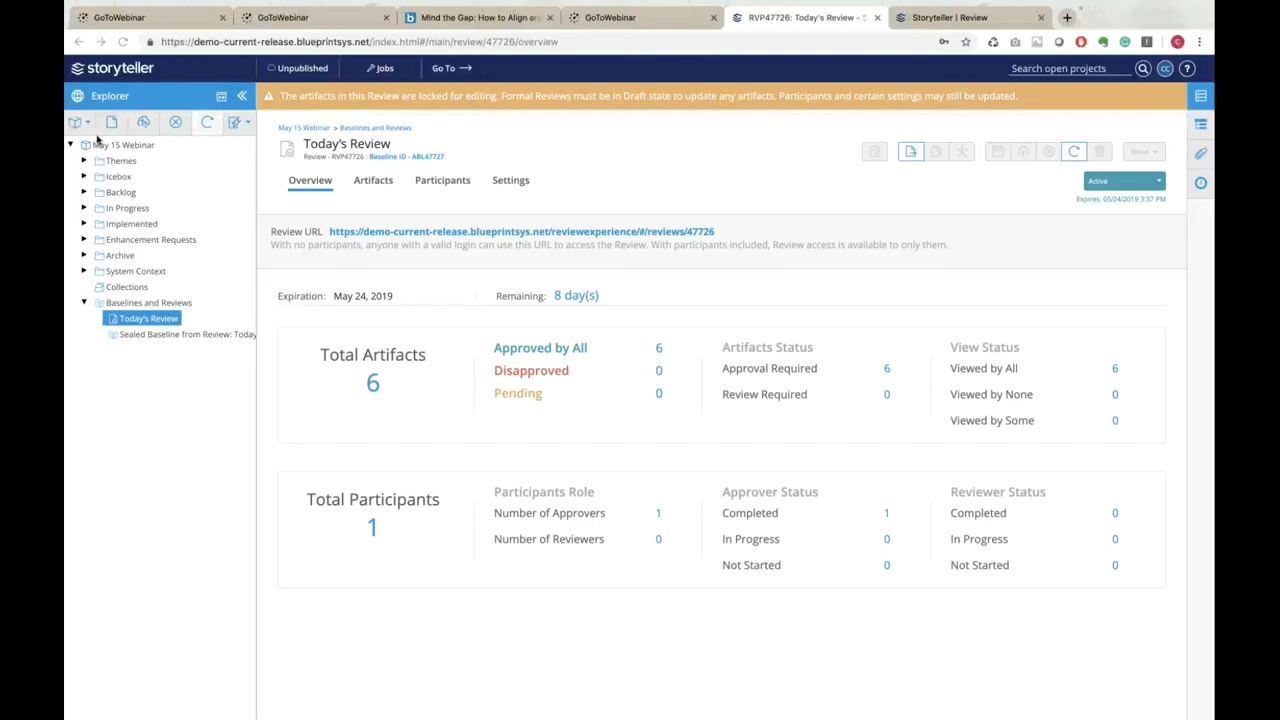 GoToWebinar
GoToWebinar
Mind the Gap: How to Align an
GoToWebinar
RVP47726: Today's Review - S
Storyteller | Review
https://demo-current-release.blueprintsys.net/index.html#/main/review/47726/overview
storyteller
Unpublished
Jobs
Go To
Search open projects
CC
?
Explorer
The artifacts in this Review are locked for editing. Formal Reviews must in be Draft state to update any artifacts. Participants and certain settings may still be updated.
May 15 Webinar
Themes
Icebox
Backlog
In Progress
Implemented
Enhancement Requests
Archive
System Context
Collections
Baselines and Reviews
Today's Review
Sealed Baseline from Review: Today
May 15 Webinar > Baselines and Reviews
Today's Review
Review - RVP47726 : Baseline ID - ABL47727
More
Overview
Artifacts
Participants
Settings
Active
Expires: 05/24/2019 3:37 PM
Review URL https://demo-current-release.blueprintsys.net/reviewexperience/#/reviews/47726
With no participants, anyone with a valid login can use this URL to access the Review. With participants included, Review access is available to only them.
Expiration: May 24, 2019
Remaining: 8 day(s)
Total Artifacts
6
Approved by All 6
Disapproved 0
Pending 0
Artifacts Status
Approval Required 6
Review Required 0
View Status
Viewed by All 6
Viewed by None 0
Viewed by Some 0
Total Participants
1
Participants Role
Number of Approvers 1
Number of Reviewers 0
Approver Status
Completed 1
In Progress 0
Not Started 0
Reviewer Status
Completed 0
In Progress 0
Not Started 0